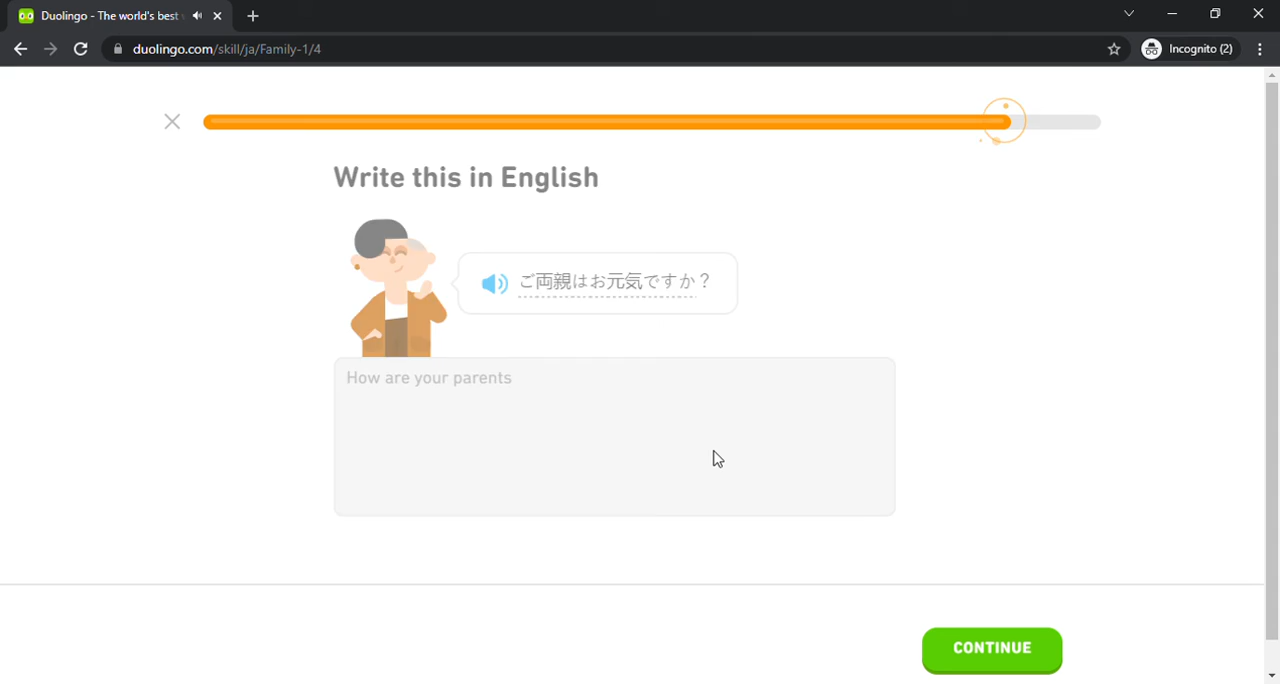 Duolingo - The world's best
duolingo.com/skill/ja/Family-1/4
Incognito (2)
Write this in English
ご両親はお元気ですか？
How are your parents
CONTINUE